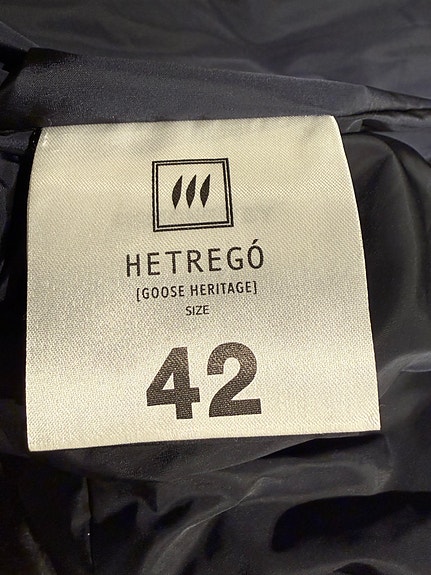 HETREGÓ
[GOOSE HERITAGE]
SIZE
42